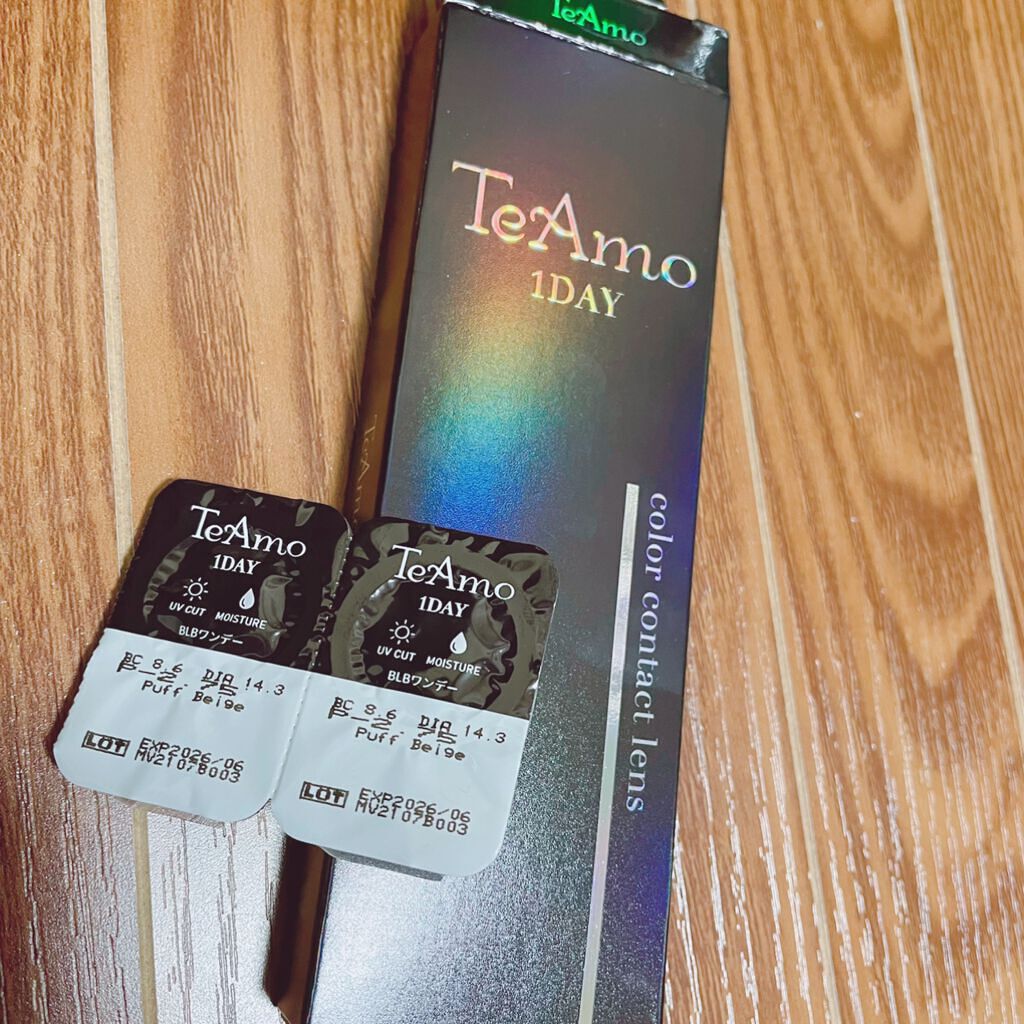 TeAmo
TeAmo
1DAY
color contact lens
TeAmo
1DAY
UV CUT MOISTURE
BLBワンデー
BC 8.6 DIA 14.3
P-2.75
Puff Beige
LOT EXP2026/06
MV2107B003
TeAmo
1DAY
UV CUT MOISTURE
BLBワンデー
BC 8.6 DIA 14.3
P-2.75
Puff Beige
LOT EXP2026/06
MV2107B003